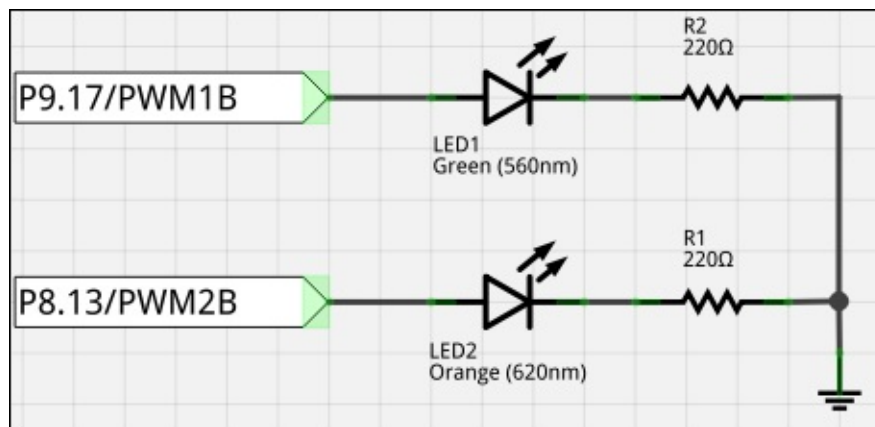 R2
220Ω
P9.17/PWM1B
LED1
Green (560nm)
R1
220Ω
P8.13/PWM2B
LED2
Orange (620nm)